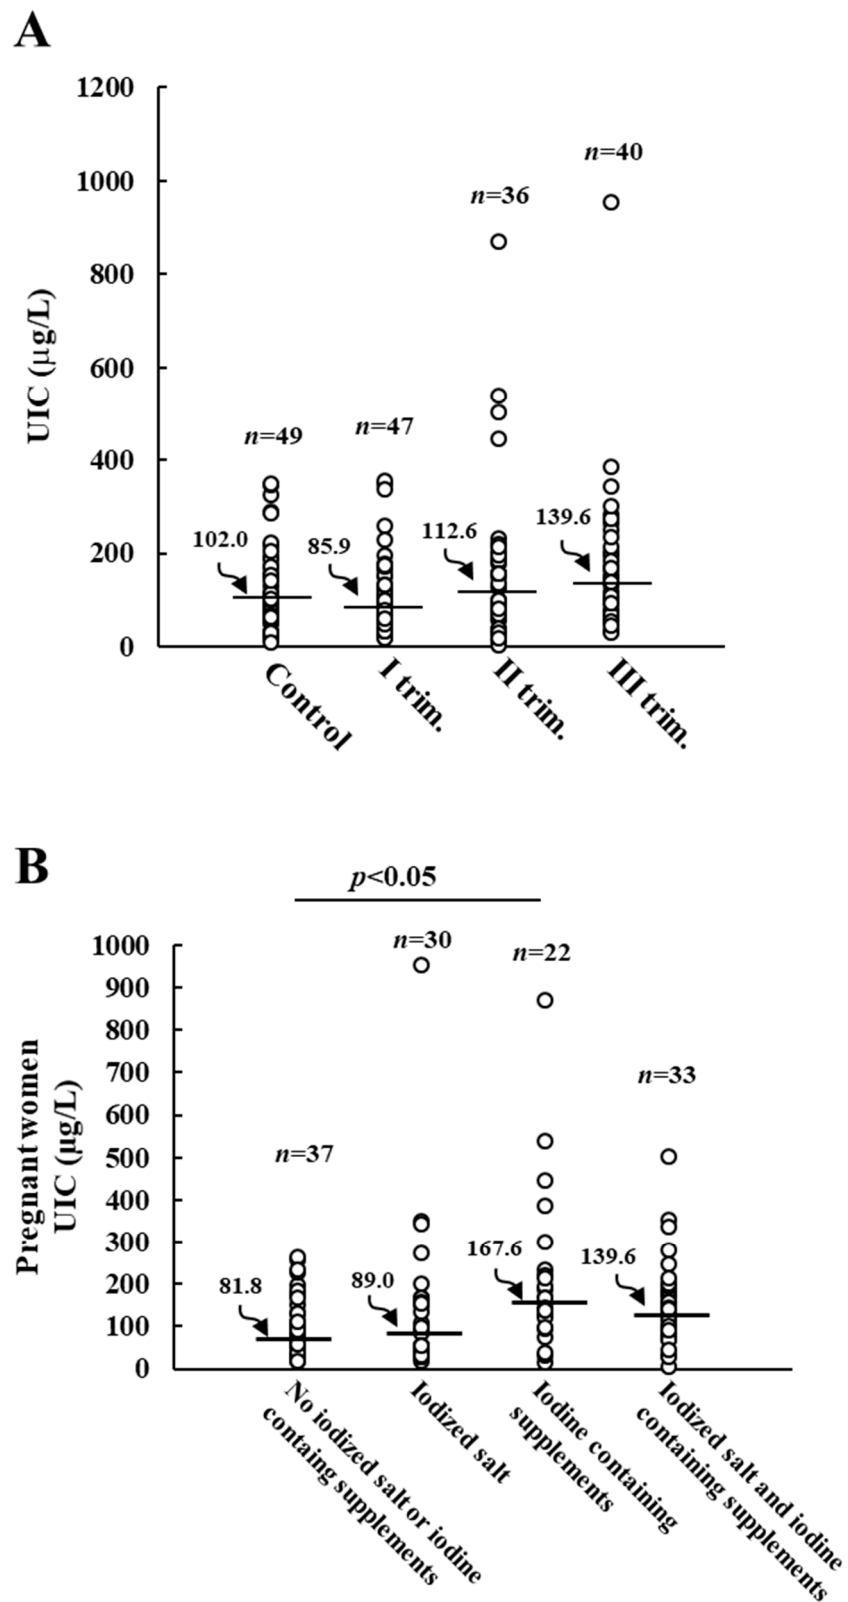 A
1200
1000
800
600
400
200
0
UIC (µg/L)
n=49
n=47
n=36
n=40
102.0
85.9
112.6
139.6
Control
I trim.
II trim.
III trim.
B
p<0.05
1000
900
800
700
600
500
400
300
200
100
0
Pregnant women
UIC (µg/L)
n=37
n=30
n=22
n=33
81.8
89.0
167.6
139.6
No iodized salt or iodine
containg supplements
Iodized salt
Iodine containing
supplements
Iodized salt and iodine
containing supplements